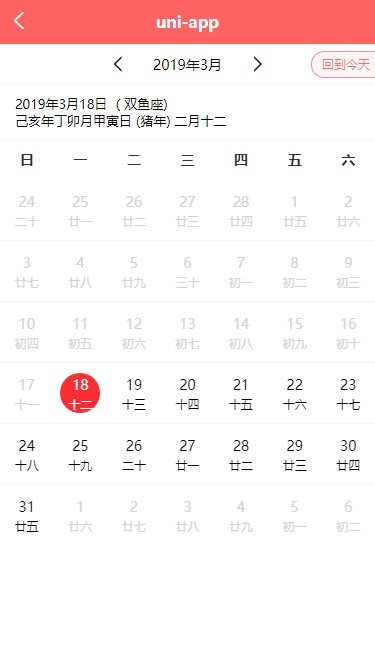 uni-app
2019年3月
回到今天
2019年3月18日 ( 双鱼座)
己亥年丁卯月甲寅日 (猪年) 二月十二
日 一 二 三 四 五 六
24 25 26 27 28 1 2
二十 廿一 廿二 廿三 廿四 廿五 廿六
3 4 5 6 7 8 9
廿七 廿八 廿九 三十 初一 初二 初三
10 11 12 13 14 15 16
初四 初五 初六 初七 初八 初九 初十
17 18 19 20 21 22 23
十一 十二 十三 十四 十五 十六 十七
24 25 26 27 28 29 30
十八 十九 二十 廿一 廿二 廿三 廿四
31 1 2 3 4 5 6
廿五 廿六 廿七 廿八 廿九 初一 初二